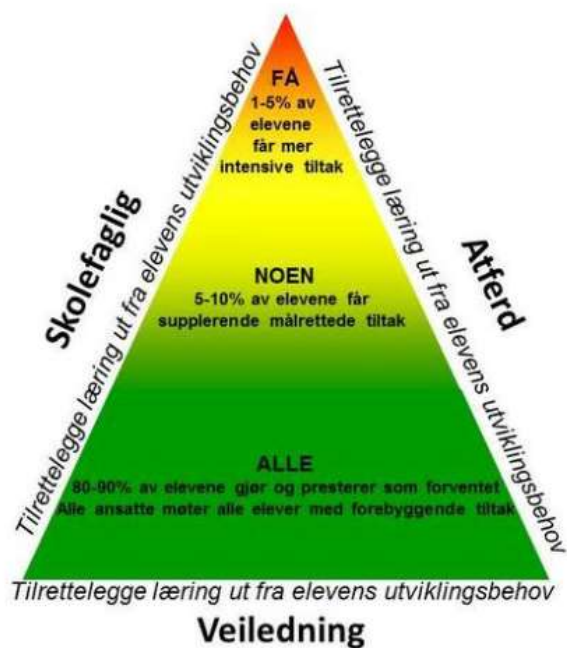 FÅ
1-5% av
elevene
får mer
intensive tiltak
NOEN
5-10% av elevene får
supplerende målrettede tiltak
ALLE
80-90% av elevene gjør og presterer som forventet
Alle ansatte møter alle elever med forebyggende tiltak
Skolefaglig
Tilrettelegge læring ut fra elevens utviklingsbehov
Tilrettelegge læring ut fra elevens utviklingsbehov
Atferd
Tilrettelegge læring ut fra elevens utviklingsbehov
Veiledning